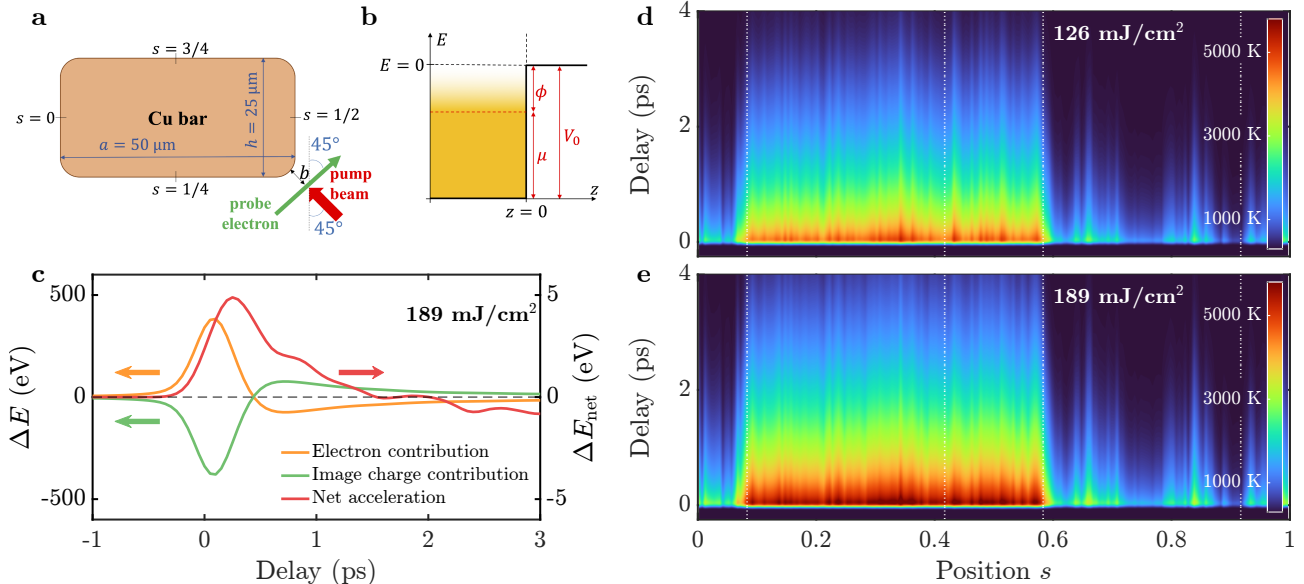 a
s = 3/4
s = 0
Cu bar
h = 25 µm
s = 1/2
a = 50 µm
45°
b
pump
beam
s = 1/4
probe
electron
45°
b
E
E = 0
ϕ
V₀
μ
z
z = 0
c
500
5
189 mJ/cm²
ΔE (eV)
0
0
ΔE_net (eV)
Electron contribution
Image charge contribution
Net acceleration
-500
-5
-1
0
1
2
3
Delay (ps)
d
4
126 mJ/cm²
5000 K
Delay (ps)
2
3000 K
1000 K
0
e
4
189 mJ/cm²
5000 K
Delay (ps)
2
3000 K
1000 K
0
0
0.2
0.4
0.6
0.8
1
Position s